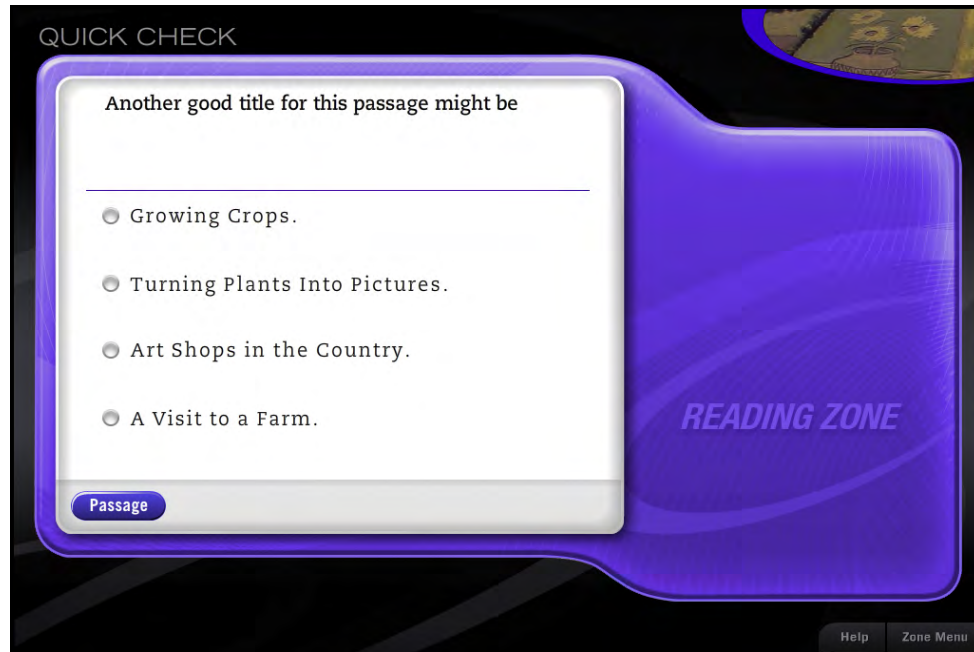 QUICK CHECK
Another good title for this passage might be
Growing Crops.
Turning Plants Into Pictures.
Art Shops in the Country.
A Visit to a Farm.
READING ZONE
Passage
Help Zone Menu